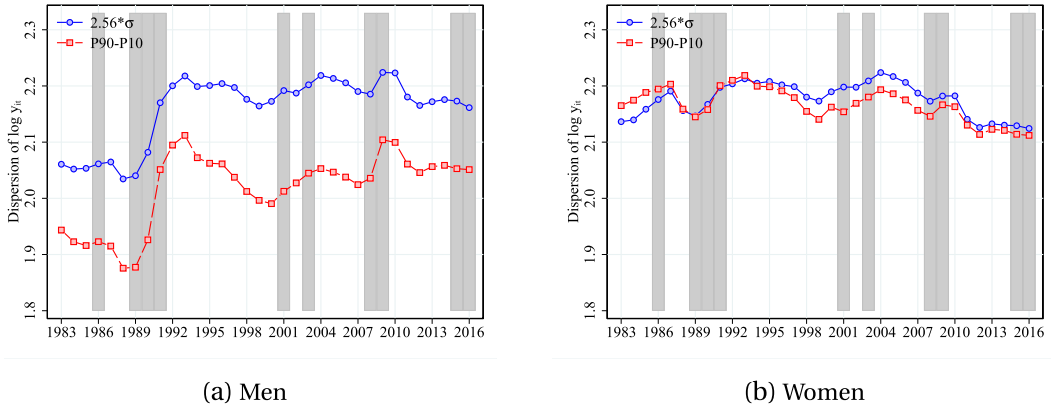 2.56*σ
P90-P10
Dispersion of log yit
2.3
2.2
2.1
2.0
1.9
1.8
1983 1986 1989 1992 1995 1998 2001 2004 2007 2010 2013 2016
(a) Men
2.56*σ
P90-P10
Dispersion of log yit
2.3
2.2
2.1
2.0
1.9
1.8
1983 1986 1989 1992 1995 1998 2001 2004 2007 2010 2013 2016
(b) Women